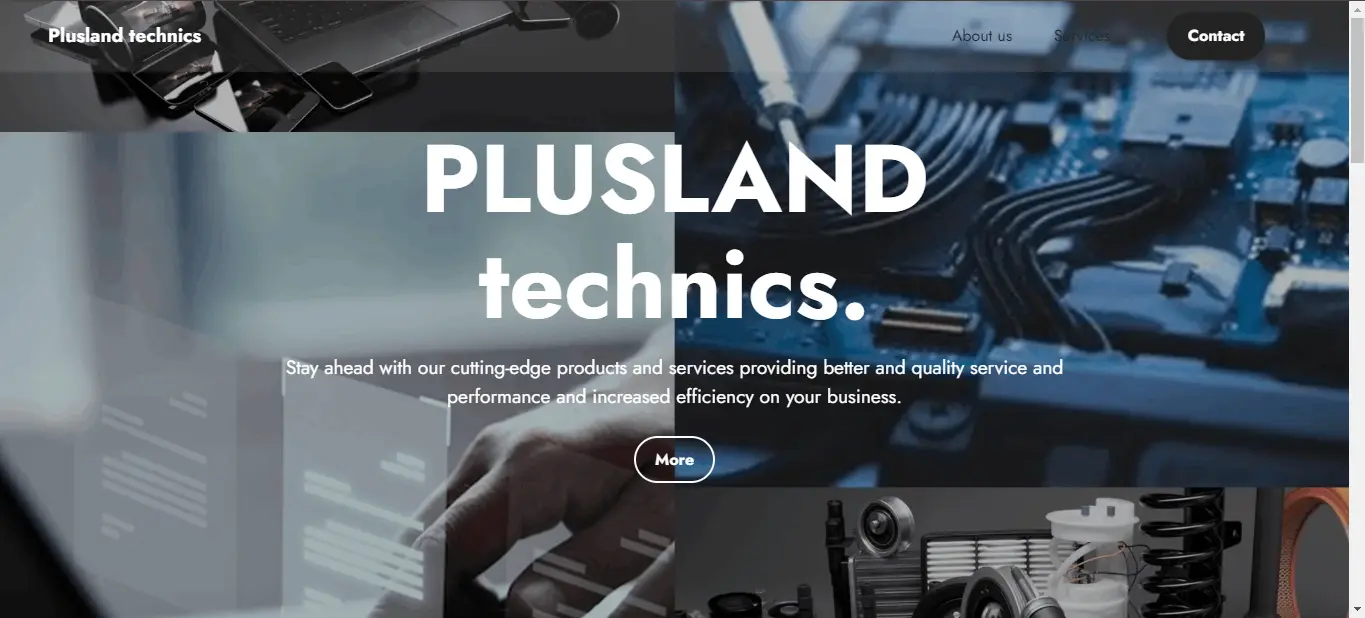 Plusland technics
About us
Services
Contact
PLUSLAND
technics.
Stay ahead with our cutting-edge products and services providing better and quality service and
performance and increased efficiency on your business.
More